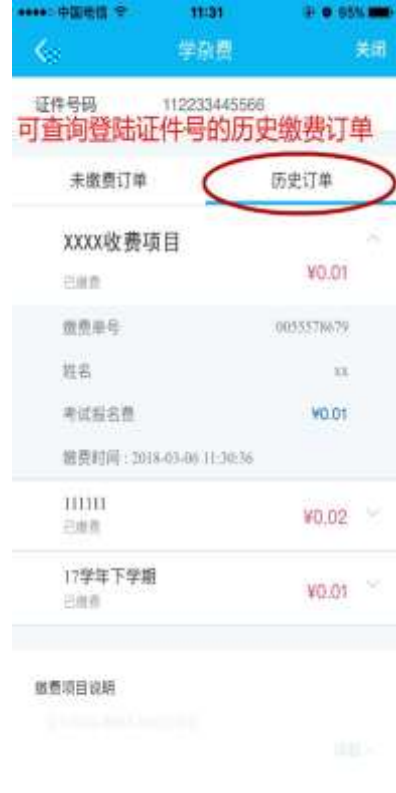 中国电信 11:31 65%
学杂费 关闭
证件号码 112233445566
可查询登陆证件号的历史缴费订单
未缴费订单 历史订单
XXXX收费项目
已缴费 ¥0.01
缴费单号 0055578679
姓名 xx
考试报名费 ¥0.01
缴费时间：2018-03-06 11:30:36
111111
已缴费 ¥0.02
17学年下学期
已缴费 ¥0.01
缴费项目说明